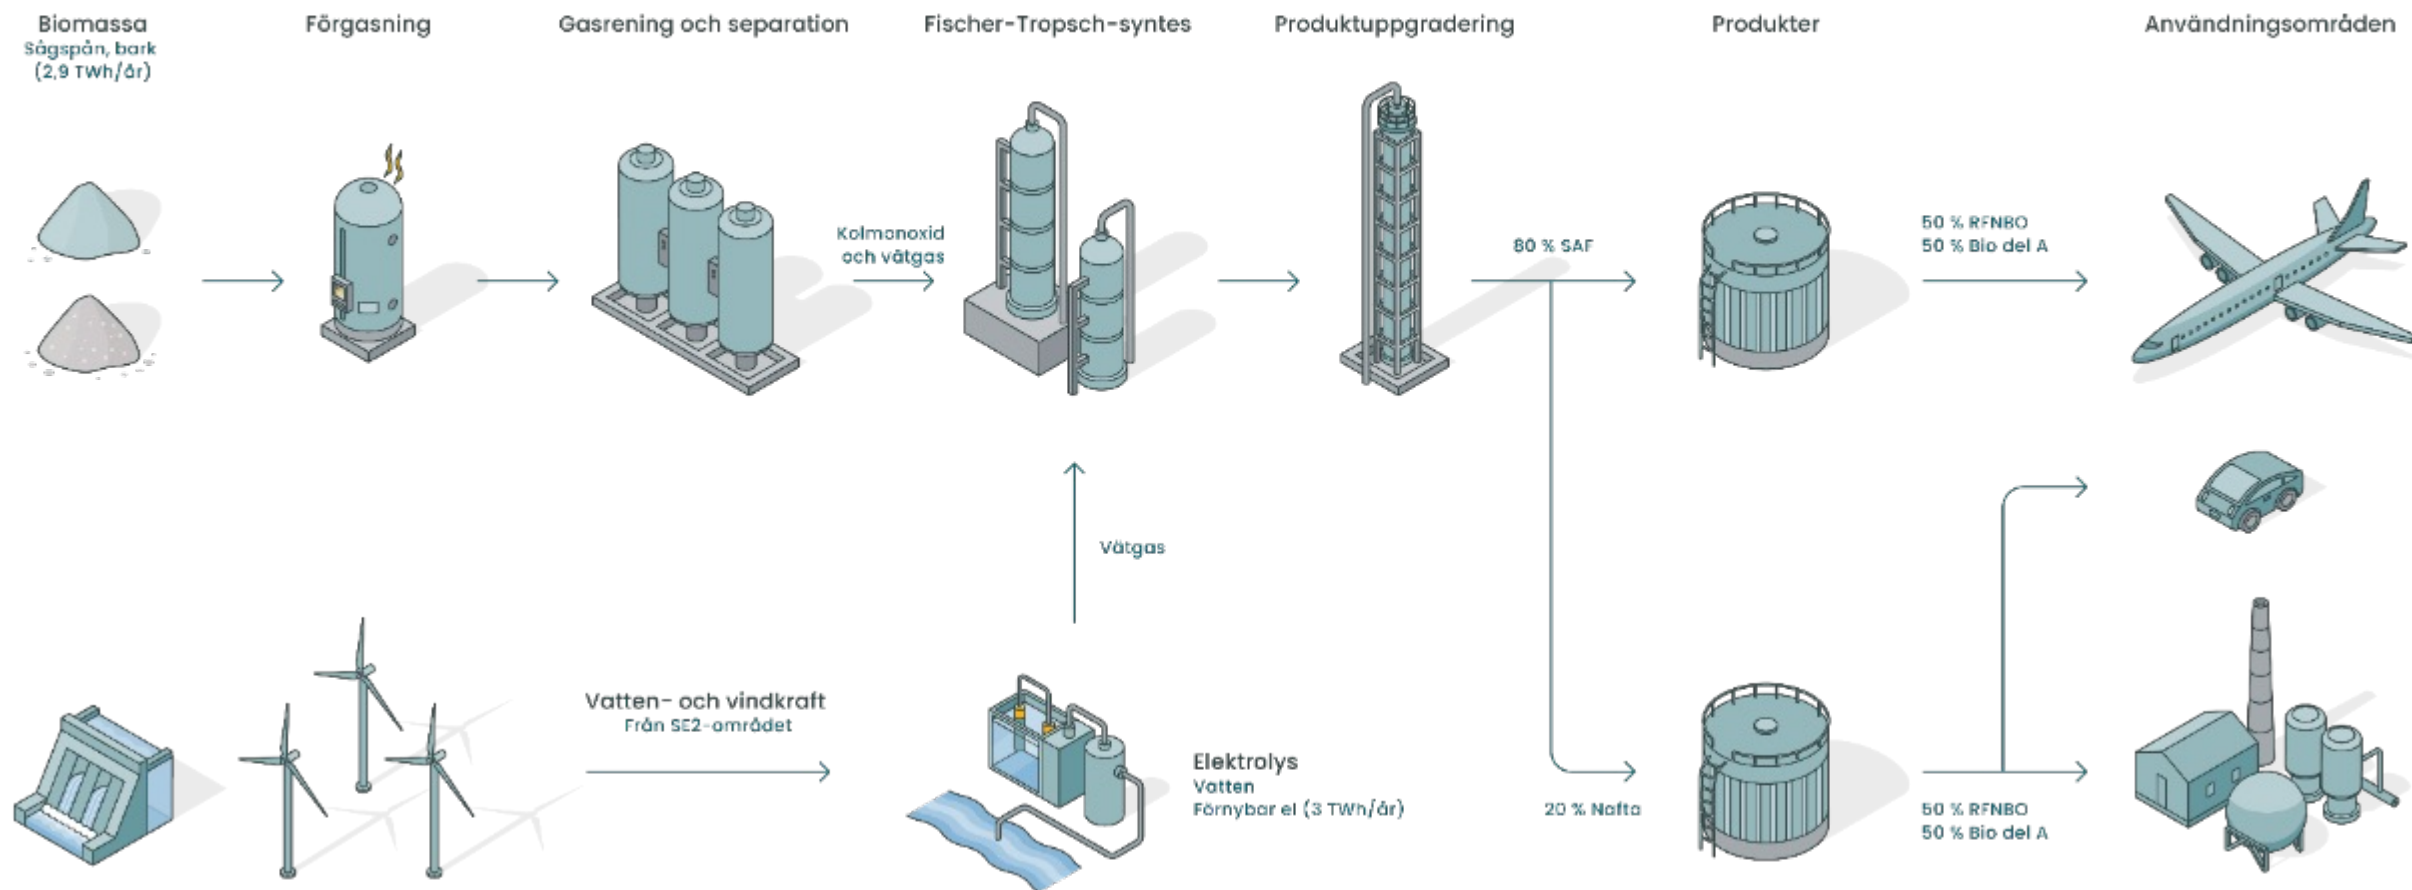 Biomassa
Sågspån, bark
(2,9 TWh/år)
Förgasning
Gasrening och separation
Fischer-Tropsch-syntes
Produktuppgradering
Produkter
Användningsområden
Kolmonoxid
och vätgas
80 % SAF
50 % RFNBO
50 % Bio del A
Vätgas
Vatten- och vindkraft
Från SE2-området
Elektrolys
Vatten
Förnybar el (3 TWh/år)
20 % Nafta
50 % RFNBO
50 % Bio del A